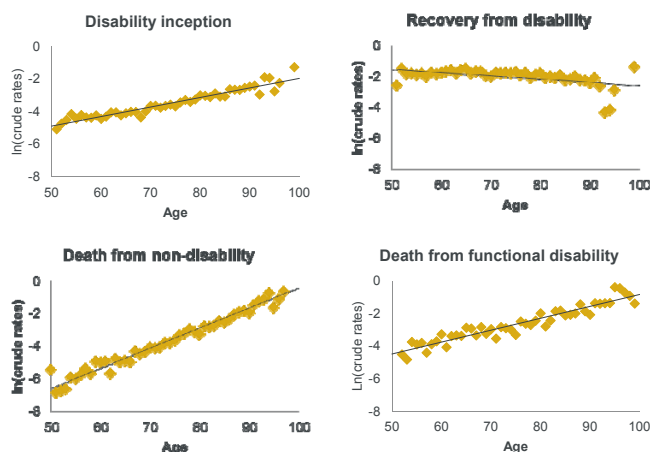 Disability inception
0
-2
-4
-6
-8
ln(crude rates)
50 60 70 80 90 100
Age
Recovery from disability
0
-2
-4
-6
-8
ln(crude rates)
50 60 70 80 90 100
Age
Death from non-disability
0
-2
-4
-6
-8
ln(crude rates)
50 60 70 80 90 100
Age
Death from functional disability
0
-2
-4
-6
-8
Ln(crude rates)
50 60 70 80 90 100
Age